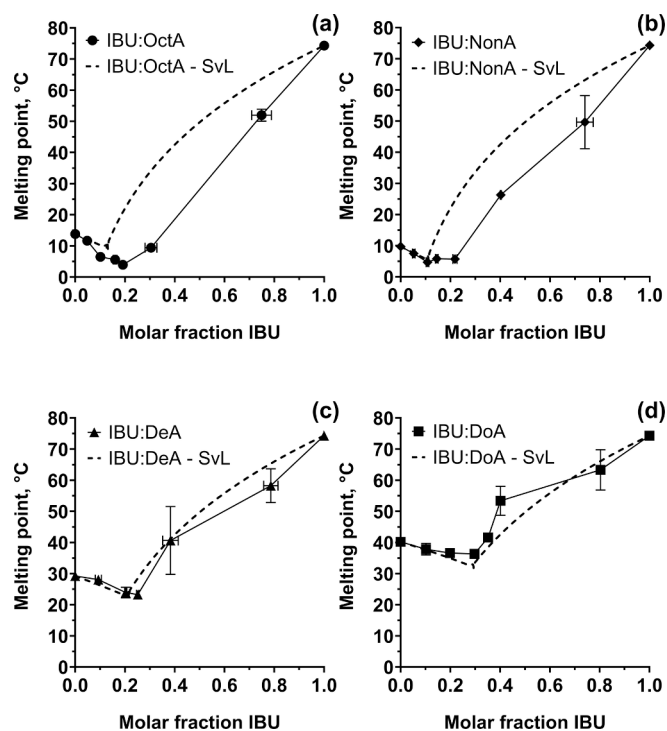 (a)
IBU:OctA
IBU:OctA - SvL
Melting point, °C
80
70
60
50
40
30
20
10
0
0.0 0.2 0.4 0.6 0.8 1.0
Molar fraction IBU
(b)
IBU:NonA
IBU:NonA - SvL
Melting point, °C
80
70
60
50
40
30
20
10
0
0.0 0.2 0.4 0.6 0.8 1.0
Molar fraction IBU
(c)
IBU:DeA
IBU:DeA - SvL
Melting point, °C
80
70
60
50
40
30
20
10
0
0.0 0.2 0.4 0.6 0.8 1.0
Molar fraction IBU
(d)
IBU:DoA
IBU:DoA - SvL
Melting point, °C
80
70
60
50
40
30
20
10
0
0.0 0.2 0.4 0.6 0.8 1.0
Molar fraction IBU